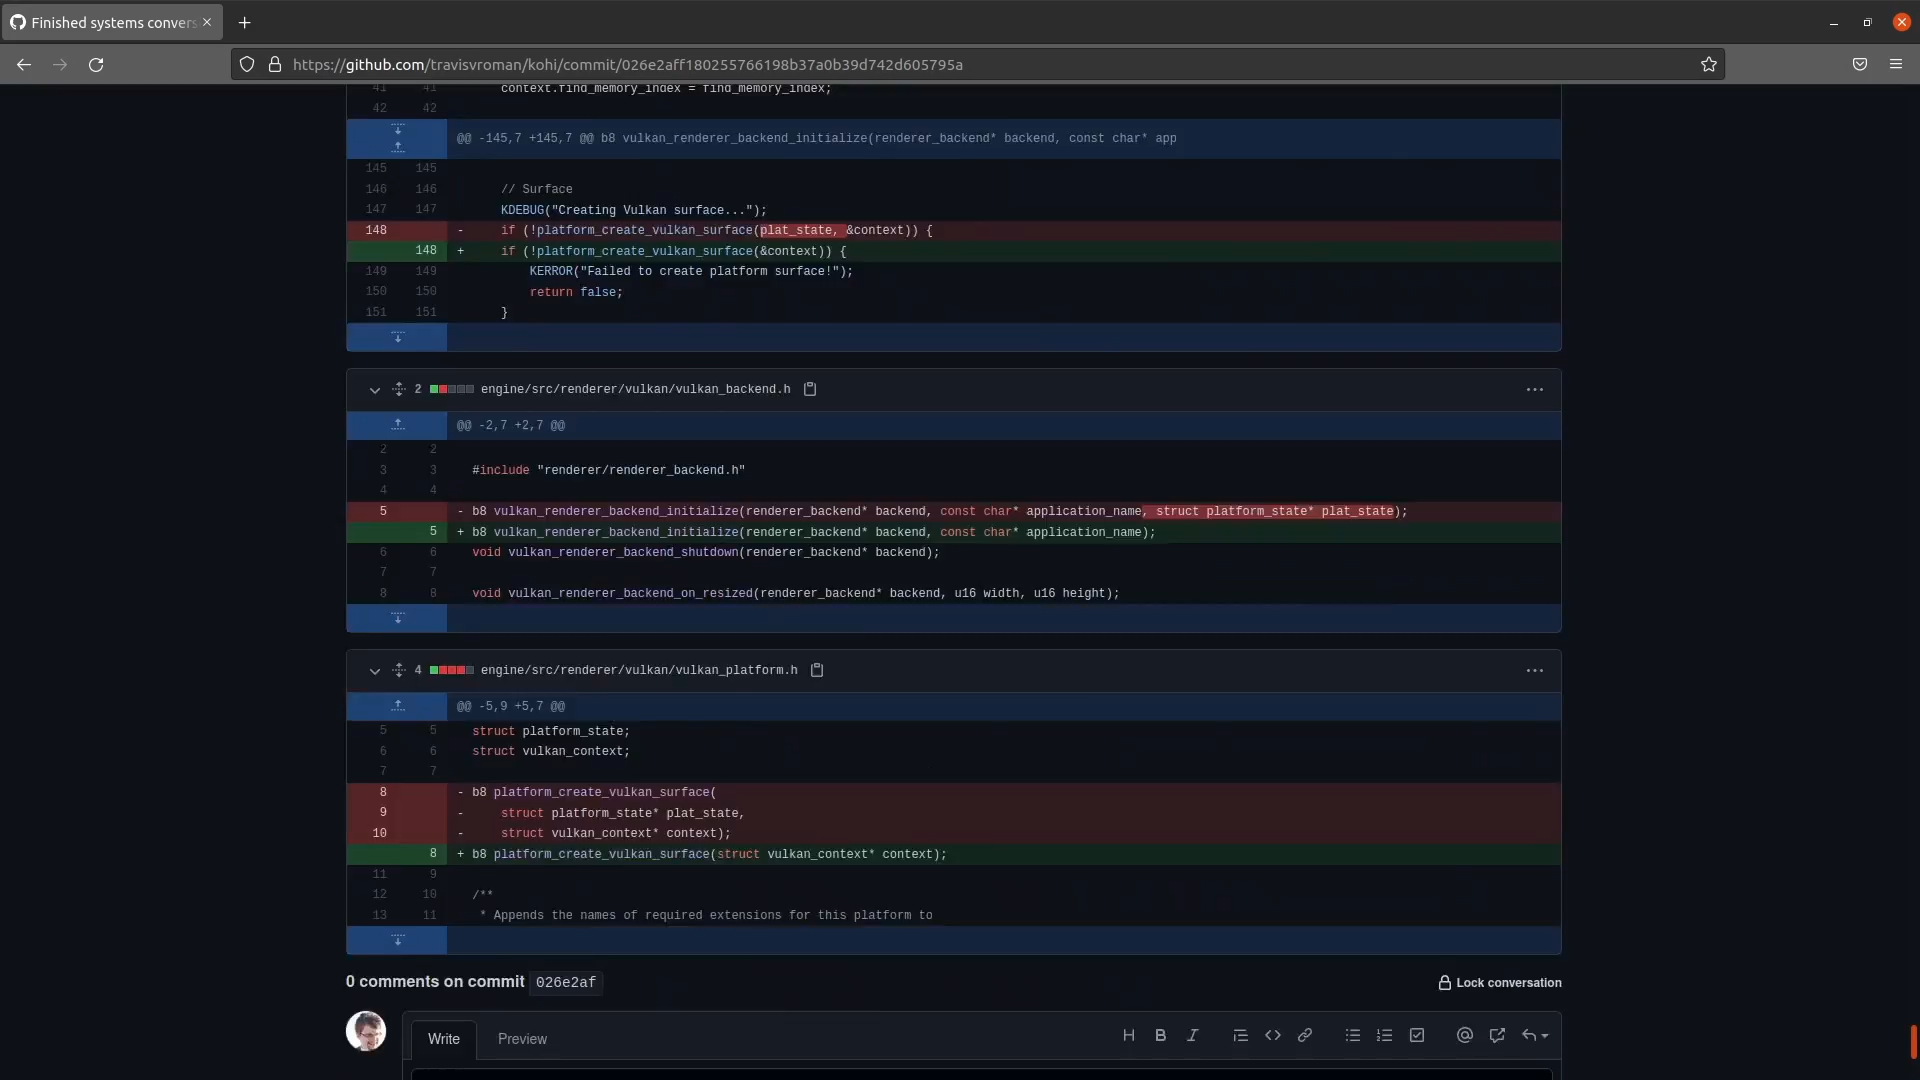 Finished systems convers
https://github.com/travisvroman/kohi/commit/026e2aff180255766198b37a0b39d742d605795a
41 41 context.find_memory_index = find_memory_index;
42 42
@@ -145,7 +145,7 @@ b8 vulkan_renderer_backend_initialize(renderer_backend* backend, const char* app
145 145
146 146 // Surface
147 147 KDEBUG("Creating Vulkan surface...");
148 - if (!platform_create_vulkan_surface(plat_state, &context)) {
148 + if (!platform_create_vulkan_surface(&context)) {
149 149 KERROR("Failed to create platform surface!");
150 150 return false;
151 151 }
2 engine/src/renderer/vulkan/vulkan_backend.h
@@ -2,7 +2,7 @@
2 2
3 3 #include "renderer/renderer_backend.h"
4 4
5 - b8 vulkan_renderer_backend_initialize(renderer_backend* backend, const char* application_name, struct platform_state* plat_state);
5 + b8 vulkan_renderer_backend_initialize(renderer_backend* backend, const char* application_name);
6 6 void vulkan_renderer_backend_shutdown(renderer_backend* backend);
7 7
8 8 void vulkan_renderer_backend_on_resized(renderer_backend* backend, u16 width, u16 height);
4 engine/src/renderer/vulkan/vulkan_platform.h
@@ -5,9 +5,7 @@
5 5 struct platform_state;
6 6 struct vulkan_context;
7 7
8 - b8 platform_create_vulkan_surface(
9 - struct platform_state* plat_state,
10 - struct vulkan_context* context);
8 + b8 platform_create_vulkan_surface(struct vulkan_context* context);
11 9
12 10 /**
13 11 * Appends the names of required extensions for this platform to
0 comments on commit 026e2af Lock conversation
Write Preview